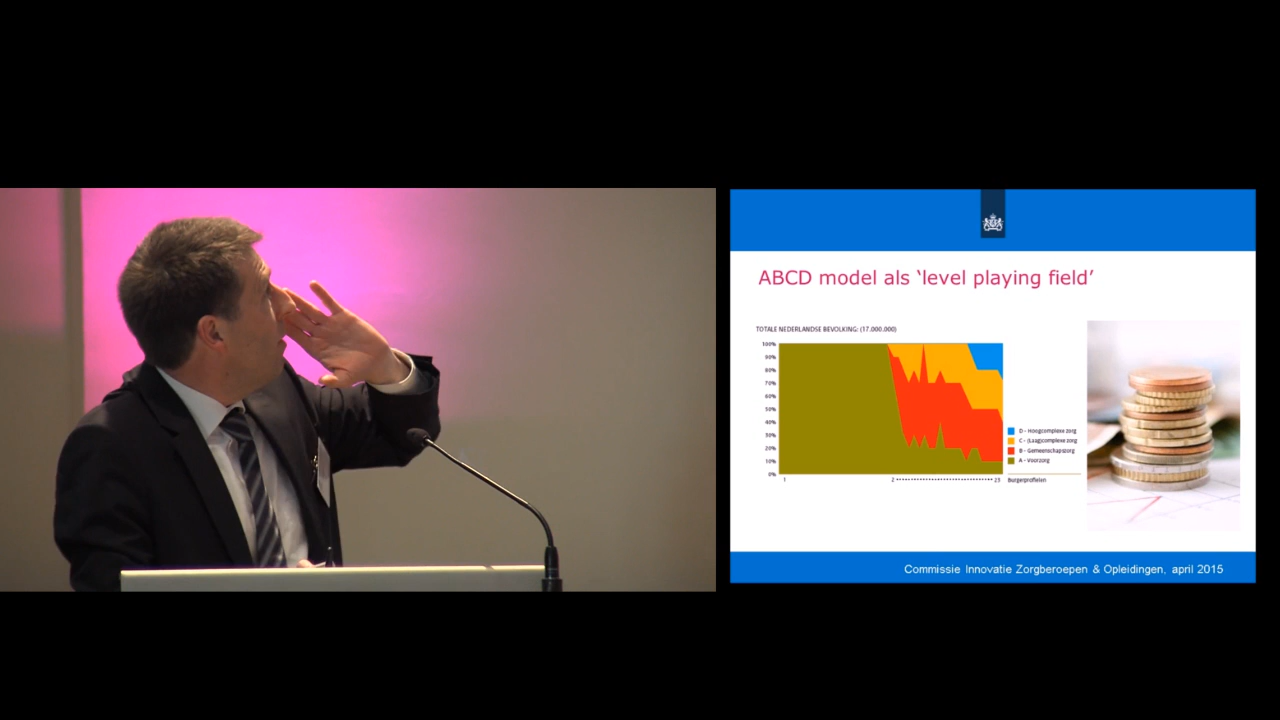 ABCD model als ‘level playing field’
TOTALE NEDERLANDSE BEVOLKING: (17.000.000)
100%
90%
80%
70%
60%
50%
40%
30%
20%
10%
0%
1
2
23
D - Hoogcomplexe zorg
C - (Laag)complexe zorg
B - Gemeenschapszorg
A - Voorzorg
Burgerprofielen
Commissie Innovatie Zorgberoepen & Opleidingen, april 2015